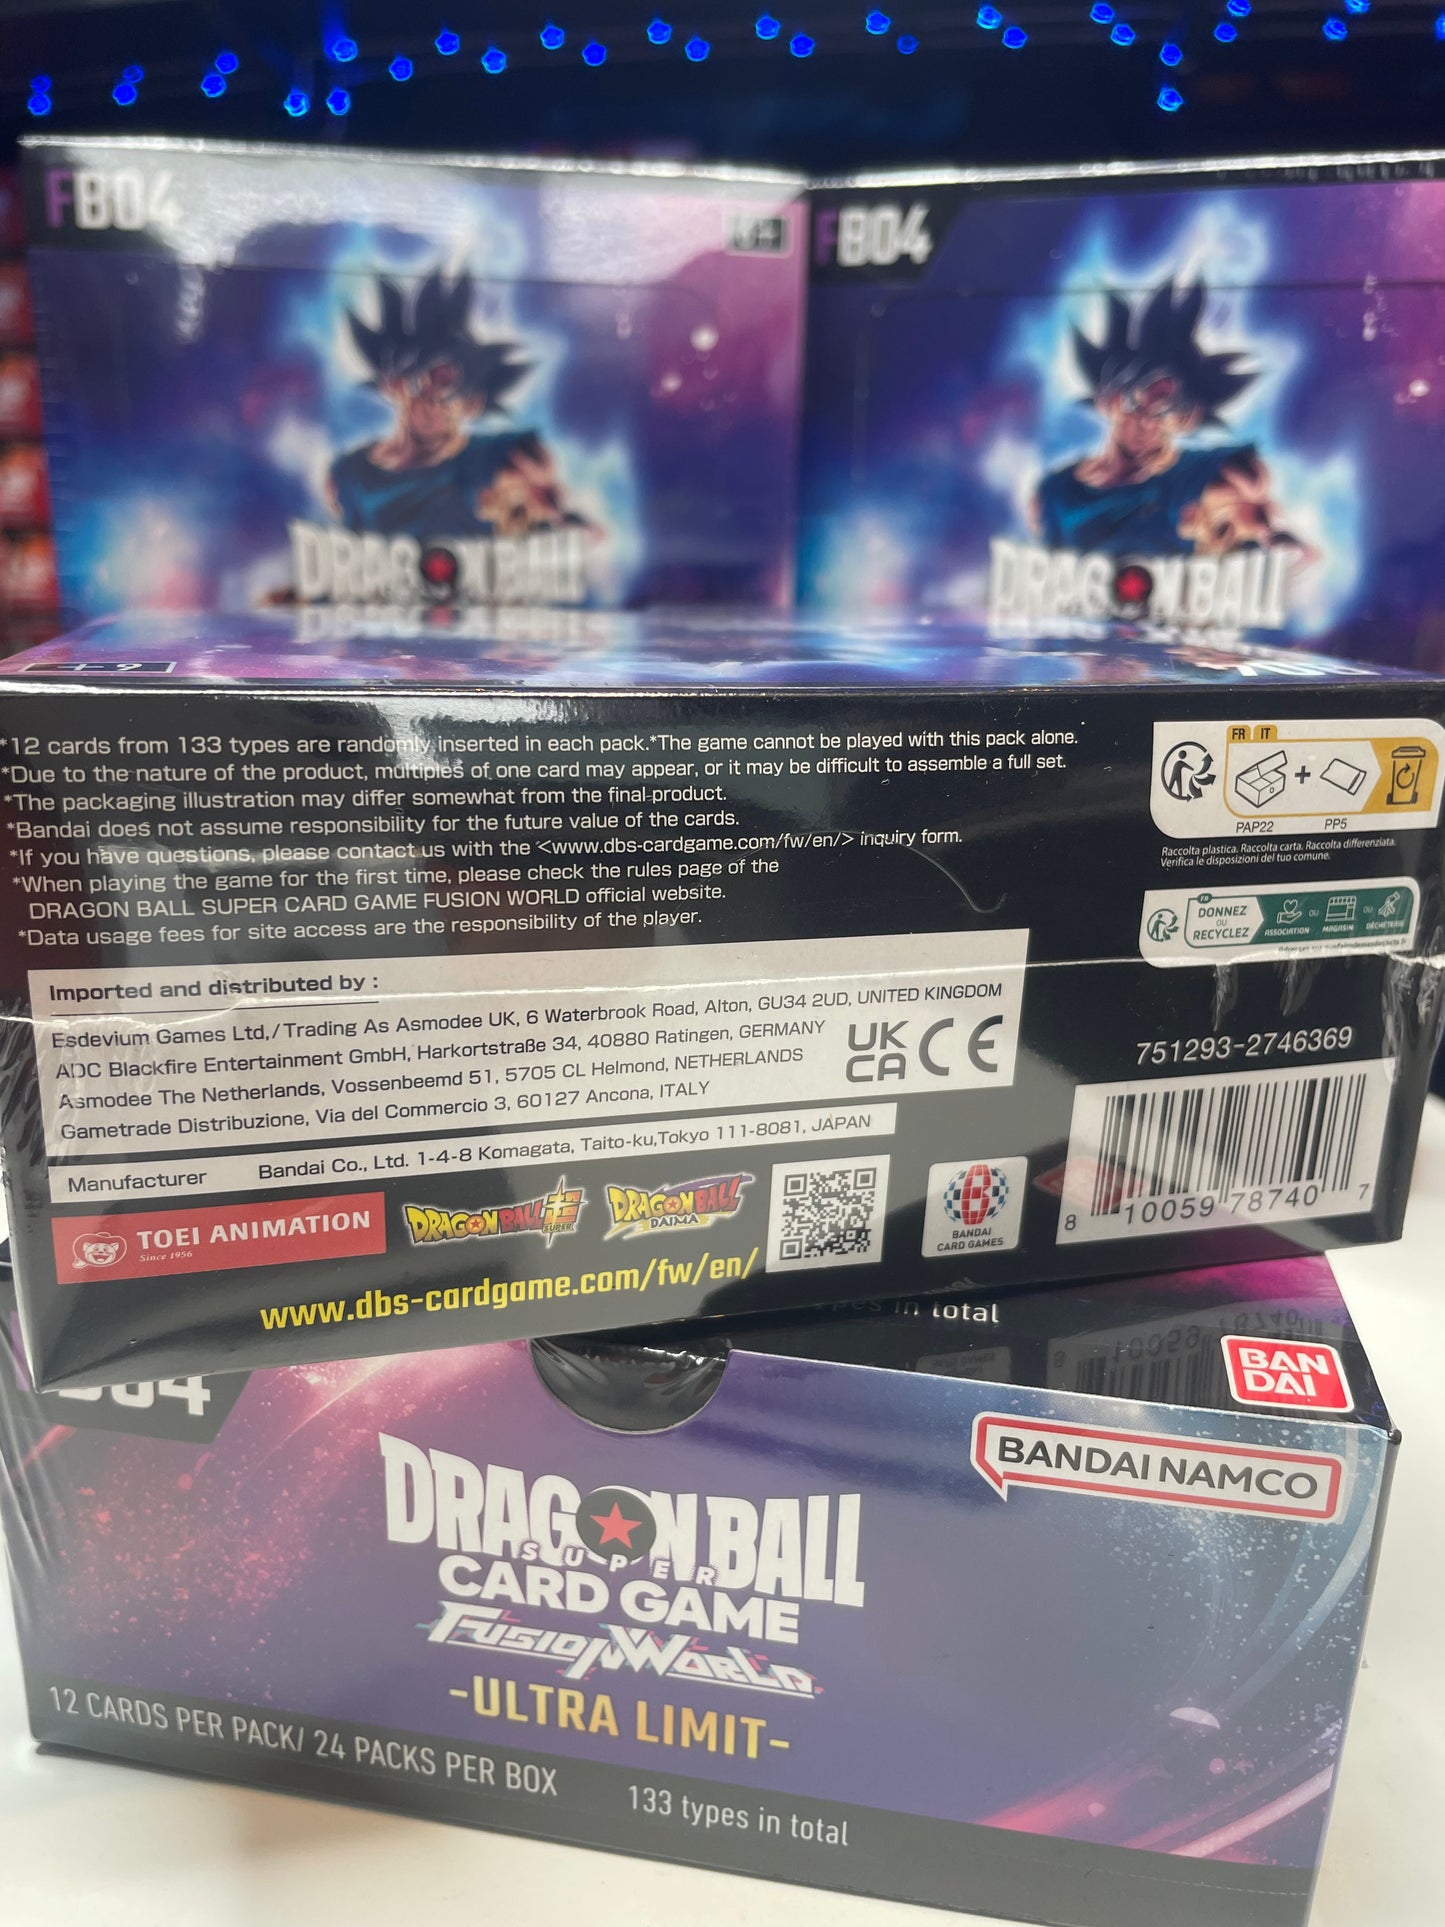 FB04
FB04
DRAGON BALL
DRAGON BALL
*12 cards from 133 types are randomly inserted in each pack.*The game cannot be played with this pack alone.
*Due to the nature of the product, multiples of one card may appear, or it may be difficult to assemble a full set.
*The packaging illustration may differ somewhat from the final product.
*Bandai does not assume responsibility for the future value of the cards.
*If you have questions, please contact us with the <www.dbs-cardgame.com/fw/en/> inquiry form.
*When playing the game for the first time, please check the rules page of the
DRAGON BALL SUPER CARD GAME FUSION WORLD official website.
*Data usage fees for site access are the responsibility of the player.
FR IT
+
PAP22 PP5
Raccolta plastica. Raccolta carta. Raccolta differenziata.
Verifica le disposizioni del tuo comune.
FR
DONNEZ
OU
RECYCLEZ
ASSOCIATION OU MAGASIN OU DÉCHÈTERIE
Imported and distributed by :
Esdevium Games Ltd,/Trading As Asmodee UK, 6 Waterbrook Road, Alton, GU34 2UD, UNITED KINGDOM
ADC Blackfire Entertainment GmbH, Harkortstraße 34, 40880 Ratingen, GERMANY
Asmodee The Netherlands, Vossenbeemd 51, 5705 CL Helmond, NETHERLANDS
Gametrade Distribuzione, Via del Commercio 3, 60127 Ancona, ITALY
UK
CA CE
Manufacturer Bandai Co., Ltd. 1-4-8 Komagata, Taito-ku,Tokyo 111-8081, JAPAN
751293-2746369
8 10059 78740 7
TOEI ANIMATION
Since 1956
DRAGON BALL 超
SUPER
DRAGON BALL
DAIMA
BANDAI
CARD GAMES
www.dbs-cardgame.com/fw/en/
types in total
BAN
DAI
BANDAI NAMCO
DRAGON BALL
SUPER
CARD GAME
FUSION WORLD
-ULTRA LIMIT-
12 CARDS PER PACK/ 24 PACKS PER BOX 133 types in total